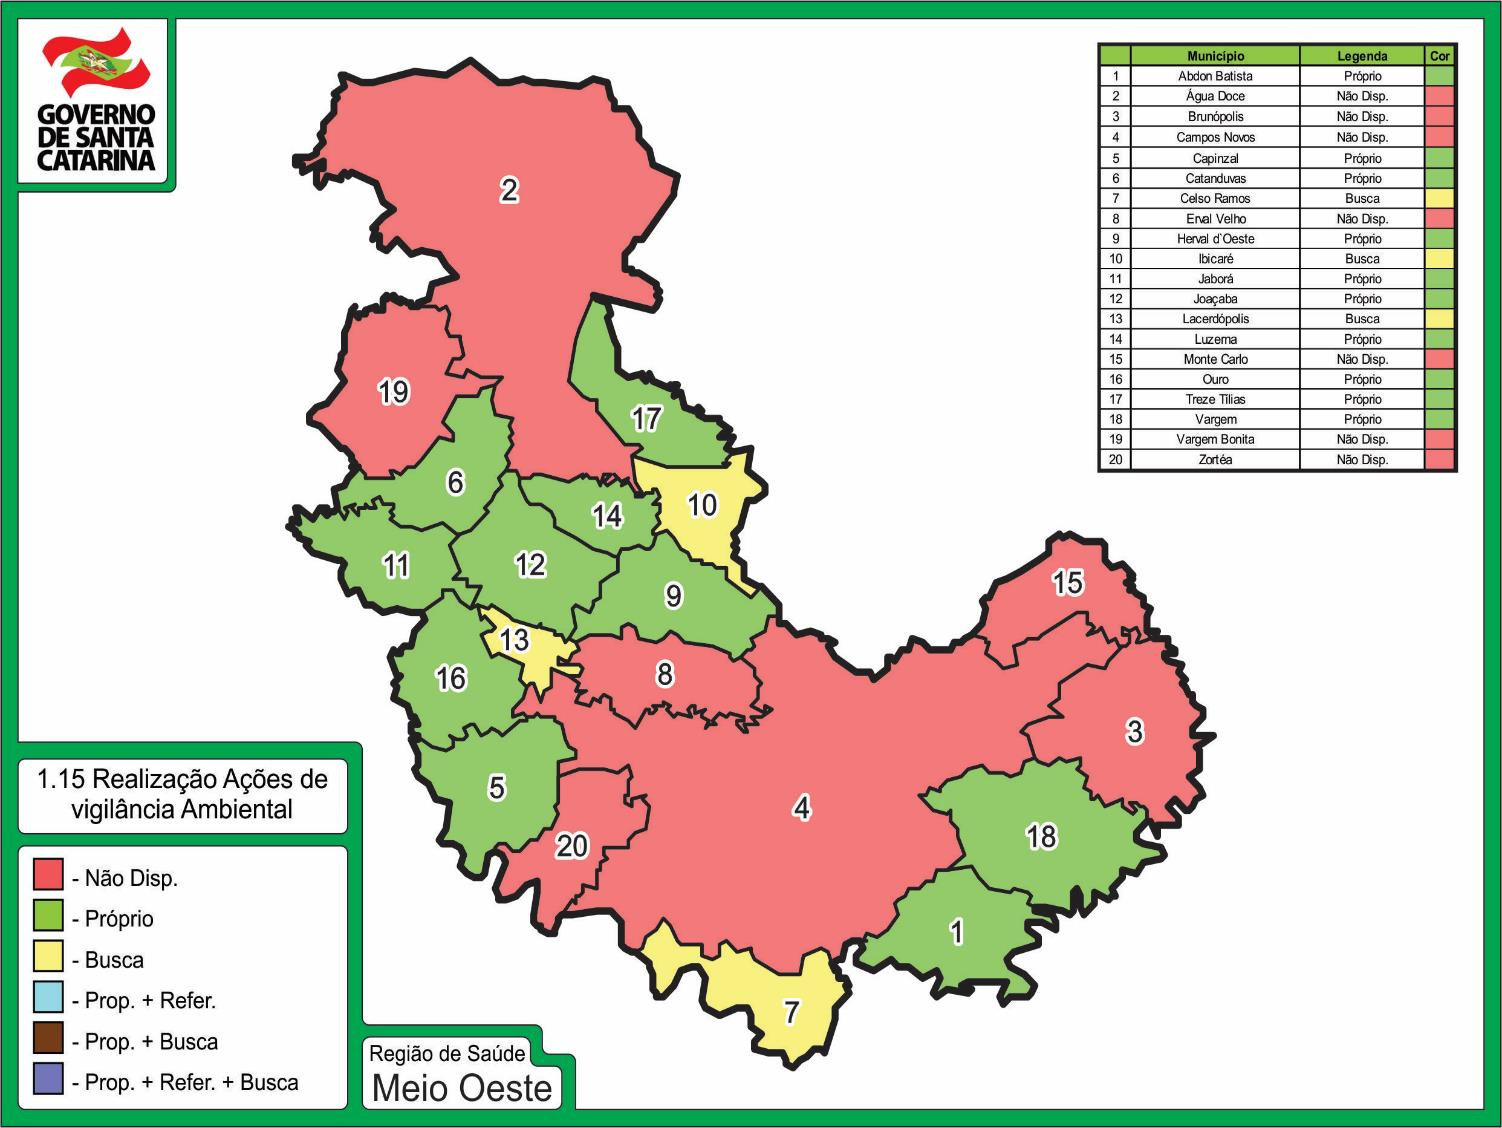 GOVERNO
DE SANTA
CATARINA
Município Legenda Cor
1 Abdon Batista Próprio
2 Água Doce Não Disp.
3 Brunópolis Não Disp.
4 Campos Novos Não Disp.
5 Capinzal Próprio
6 Catanduvas Próprio
7 Celso Ramos Busca
8 Erval Velho Não Disp.
9 Herval d`Oeste Próprio
10 Ibicaré Busca
11 Jaborá Próprio
12 Joaçaba Próprio
13 Lacerdópolis Busca
14 Luzerna Próprio
15 Monte Carlo Não Disp.
16 Ouro Próprio
17 Treze Tílias Próprio
18 Vargem Próprio
19 Vargem Bonita Não Disp.
20 Zortéa Não Disp.
2
19
17
6
10
14
11
12
9
15
13
16
8
3
5
4
20
18
1
7
1.15 Realização Ações de
vigilância Ambiental
- Não Disp.
- Próprio
- Busca
- Prop. + Refer.
- Prop. + Busca
- Prop. + Refer. + Busca
Região de Saúde
Meio Oeste